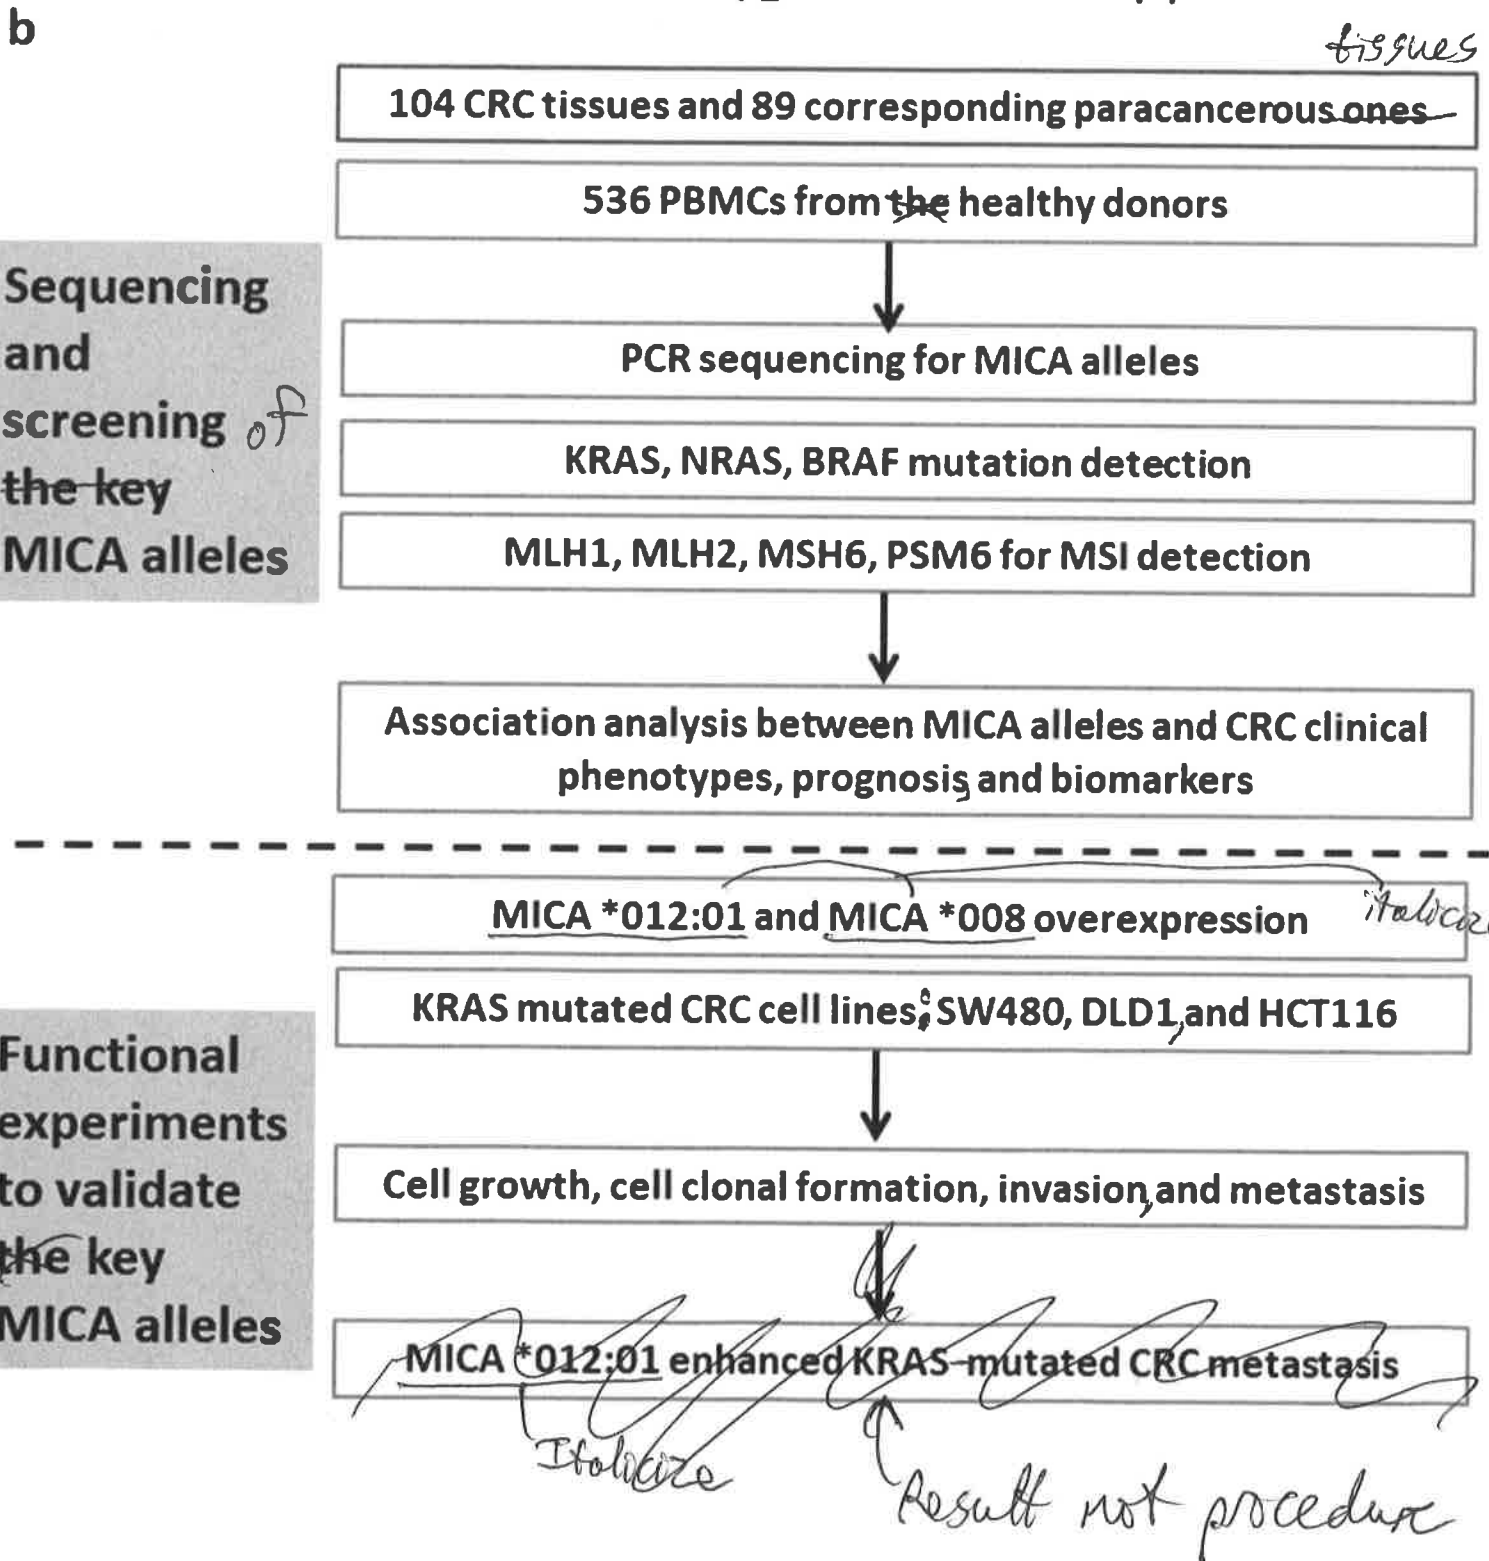 b
tissues
104 CRC tissues and 89 corresponding paracancerous ones
536 PBMCs from the healthy donors
Sequencing
and
screening of
the key
MICA alleles
PCR sequencing for MICA alleles
KRAS, NRAS, BRAF mutation detection
MLH1, MLH2, MSH6, PSM6 for MSI detection
Association analysis between MICA alleles and CRC clinical
phenotypes, prognosis, and biomarkers
MICA *012:01 and MICA *008 overexpression
KRAS mutated CRC cell lines: SW480, DLD1, and HCT116
Functional
experiments
to validate
the key
MICA alleles
Cell growth, cell clonal formation, invasion, and metastasis
MICA *012:01 enhanced KRAS-mutated CRC metastasis
Italicize
Result not procedure